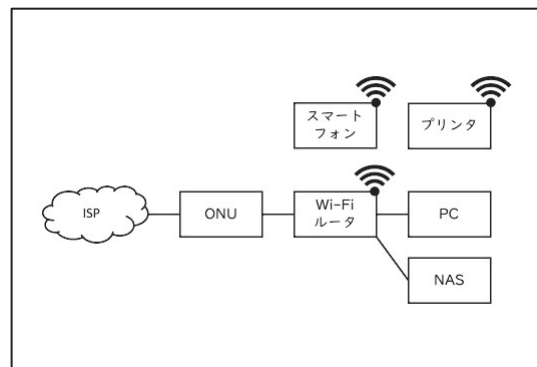 スマート
フォン
プリンタ
ISP
ONU
Wi-Fi
ルータ
PC
NAS